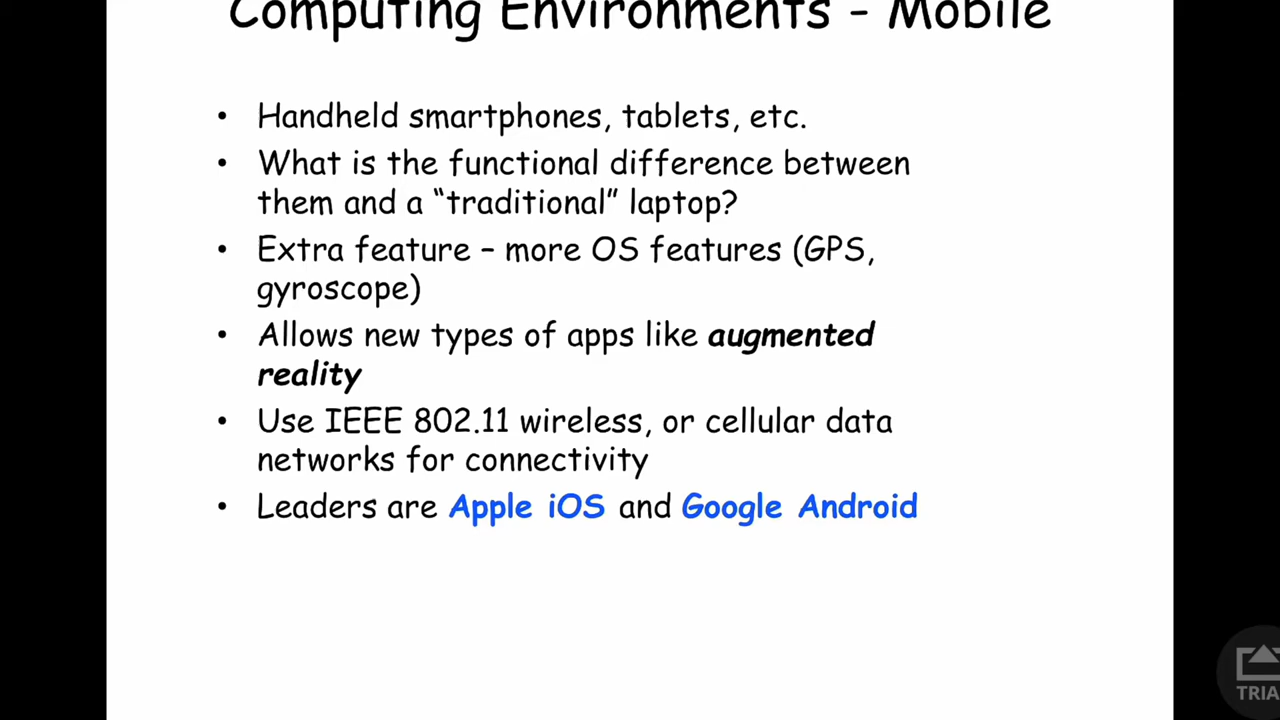 Computing Environments - Mobile
• Handheld smartphones, tablets, etc.
• What is the functional difference between
them and a “traditional” laptop?
• Extra feature – more OS features (GPS,
gyroscope)
• Allows new types of apps like augmented
reality
• Use IEEE 802.11 wireless, or cellular data
networks for connectivity
• Leaders are Apple iOS and Google Android
TRIA